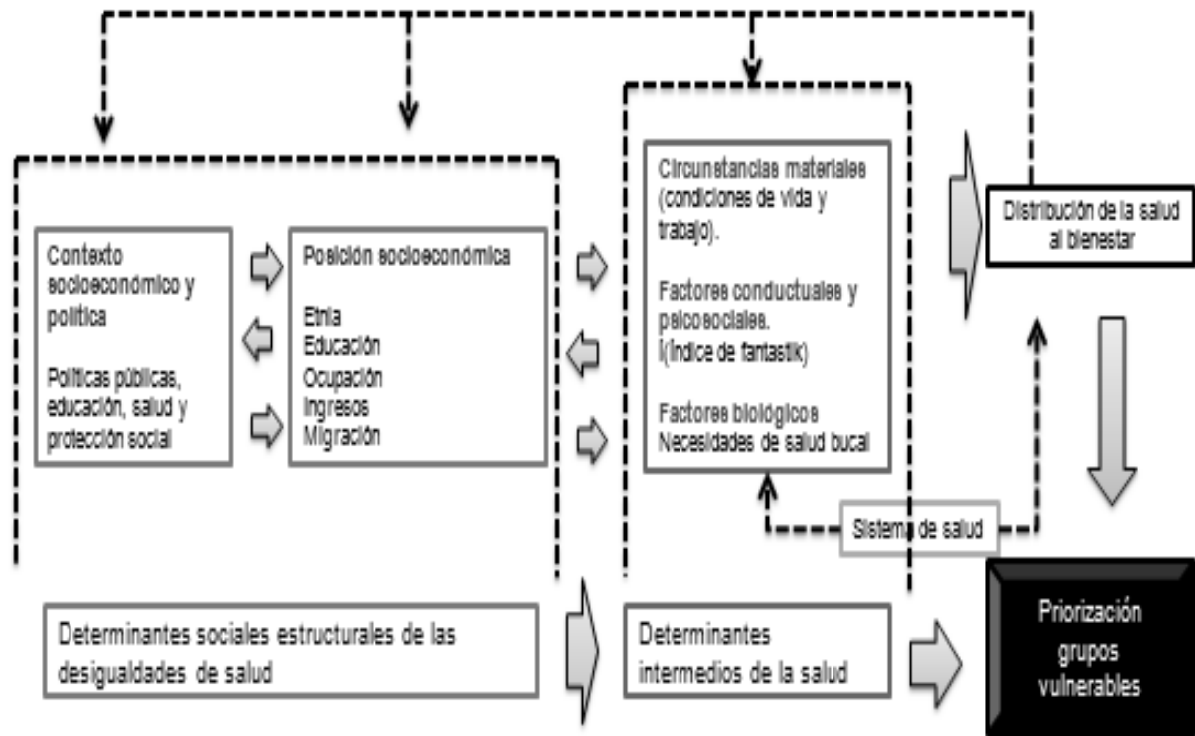 Contexto
socioeconómico y
política
Políticas públicas,
educación, salud y
protección social
Posición socioeconómica
Etnia
Educación
Ocupación
Ingresos
Migración
Circunstancias materiales
(condiciones de vida y
trabajo).
Factores conductuales y
psicosociales.
Í(Índice de fantastik)
Factores biológicos
Necesidades de salud bucal
Distribución de la salud
al bienestar
Sistema de salud
Determinantes sociales estructurales de las
desigualdades de salud
Determinantes
intermedios de la salud
Priorización
grupos
vulnerables